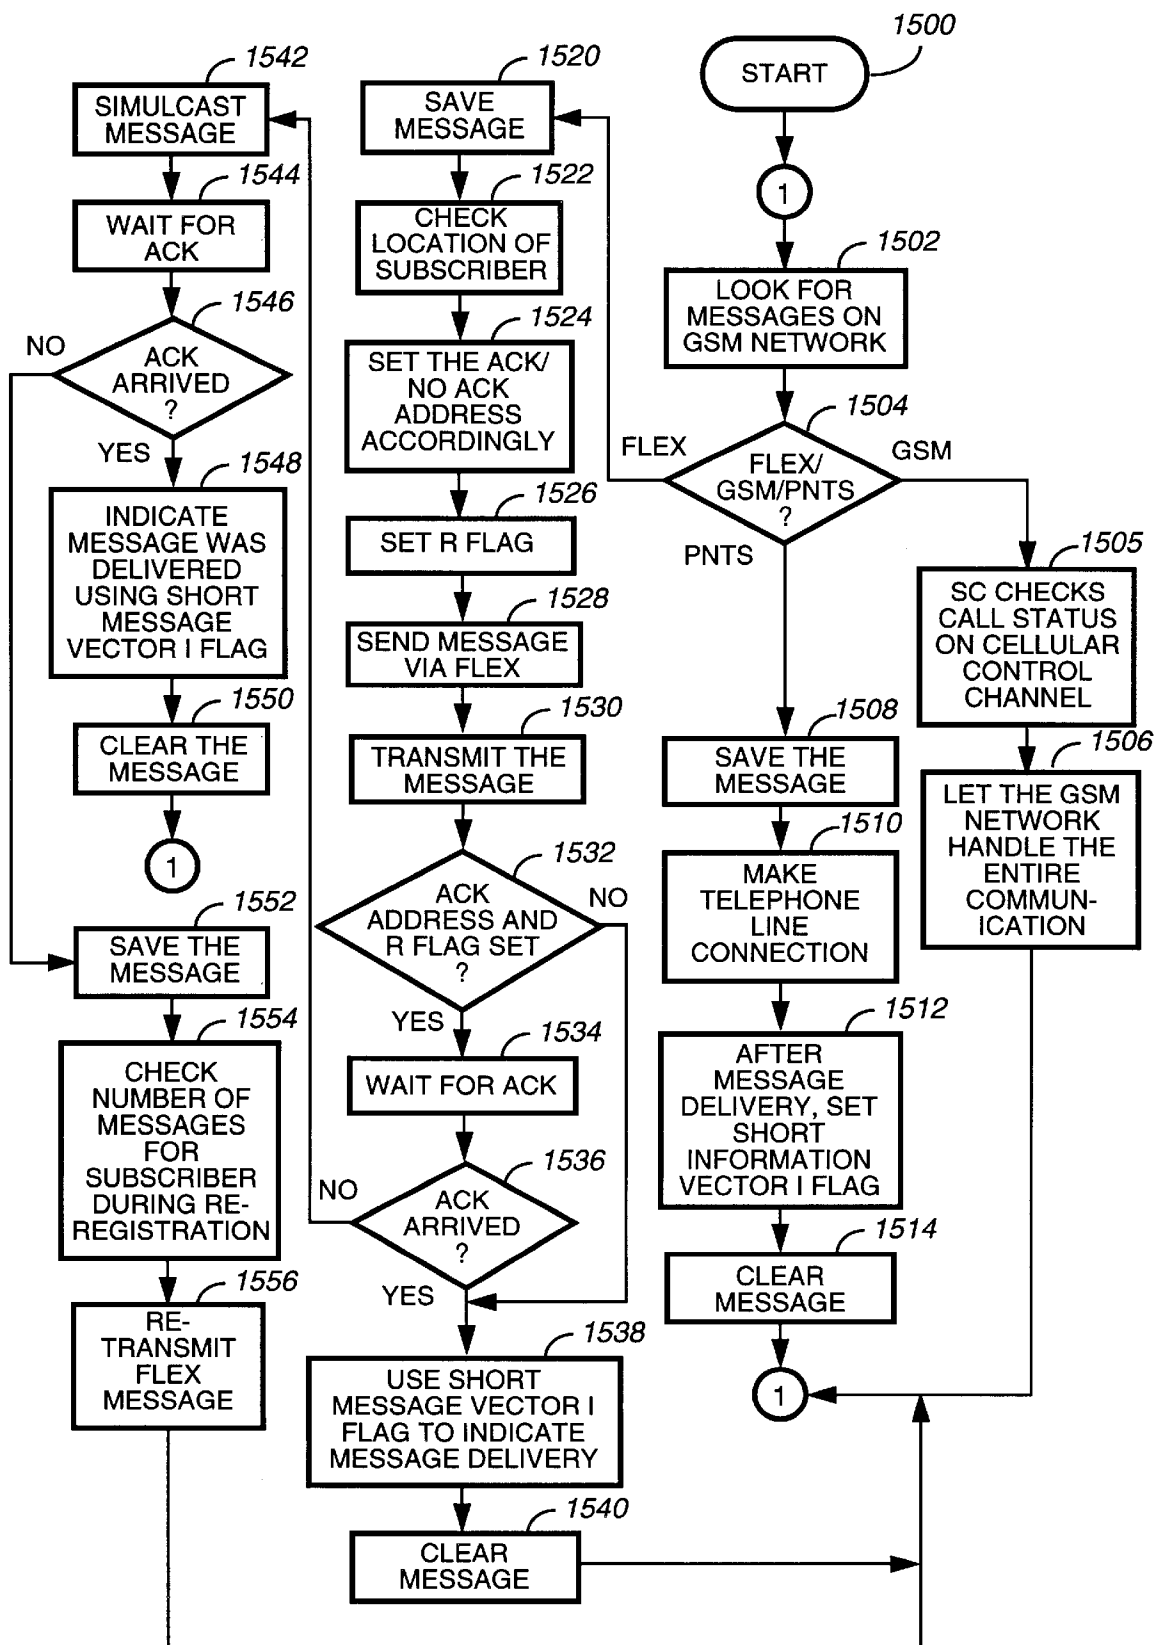 1500
START
1
1502
LOOK FOR
MESSAGES ON
GSM NETWORK
1504
FLEX
GSM
FLEX/
GSM/PNTS
?
PNTS
1505
SC CHECKS
CALL STATUS
ON CELLULAR
CONTROL
CHANNEL
1506
LET THE GSM
NETWORK
HANDLE THE
ENTIRE
COMMUN-
ICATION
1508
SAVE THE
MESSAGE
1510
MAKE
TELEPHONE
LINE
CONNECTION
1512
AFTER
MESSAGE
DELIVERY, SET
SHORT
INFORMATION
VECTOR I FLAG
1514
CLEAR
MESSAGE
1
1520
SAVE
MESSAGE
1522
CHECK
LOCATION OF
SUBSCRIBER
1524
SET THE ACK/
NO ACK
ADDRESS
ACCORDINGLY
1526
SET R FLAG
1528
SEND MESSAGE
VIA FLEX
1530
TRANSMIT THE
MESSAGE
1532
NO
ACK
ADDRESS AND
R FLAG SET
?
YES
1534
WAIT FOR ACK
1536
NO
ACK
ARRIVED
?
YES
1538
USE SHORT
MESSAGE VECTOR I
FLAG TO INDICATE
MESSAGE DELIVERY
1540
CLEAR
MESSAGE
1542
SIMULCAST
MESSAGE
1544
WAIT FOR
ACK
1546
NO
ACK
ARRIVED
?
YES
1548
INDICATE
MESSAGE WAS
DELIVERED
USING SHORT
MESSAGE
VECTOR I FLAG
1550
CLEAR THE
MESSAGE
1
1552
SAVE THE
MESSAGE
1554
CHECK
NUMBER OF
MESSAGES
FOR
SUBSCRIBER
DURING RE-
REGISTRATION
1556
RE-
TRANSMIT
FLEX
MESSAGE